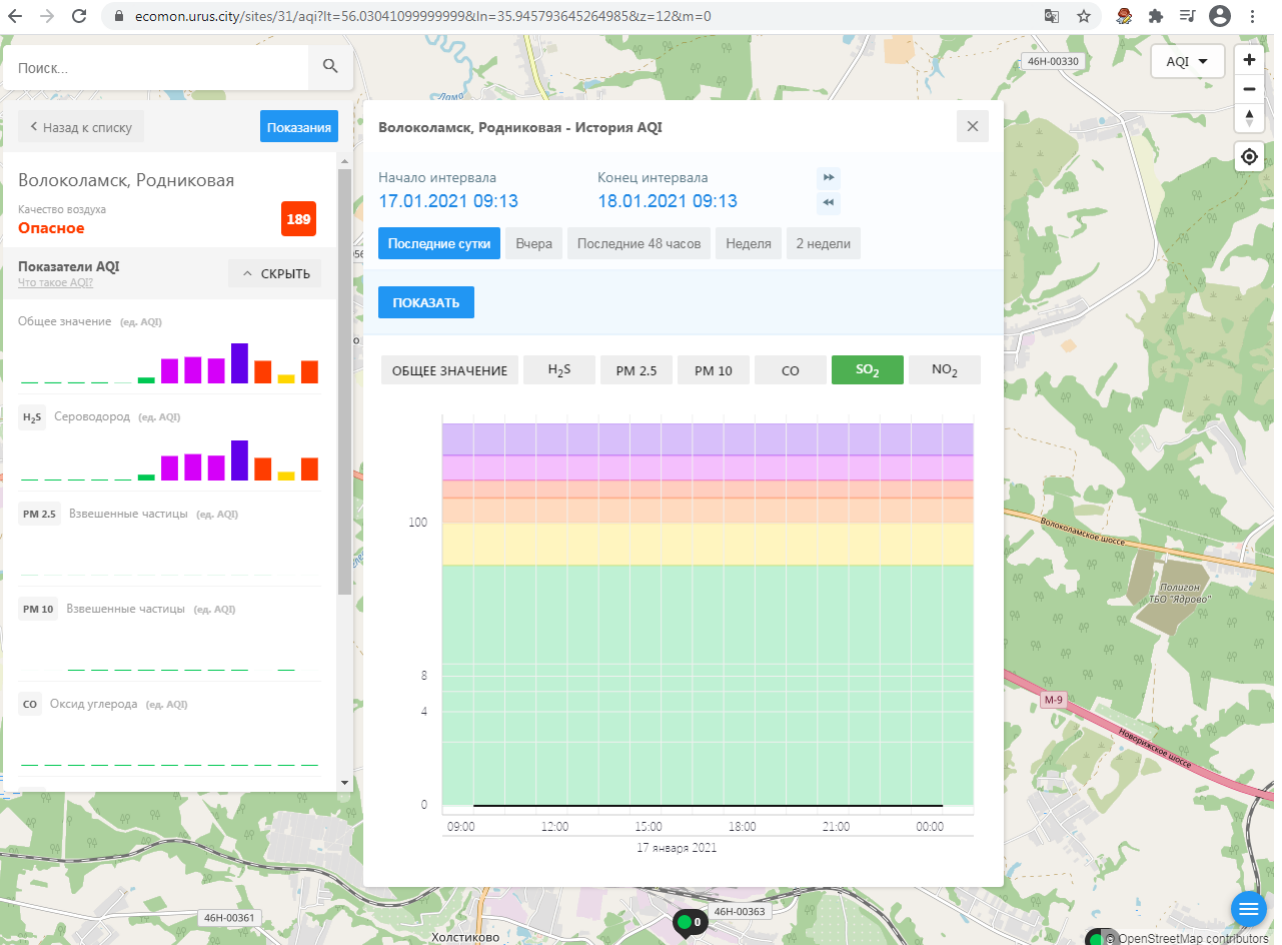 ecomon.urus.city/sites/31/aqi?lt=56.03041099999999&ln=35.945793645264985&z=12&m=0
Поиск...
46Н-00330
AQI
Назад к списку
Показания
Волоколамск, Родниковая
Качество воздуха
Опасное
189
Показатели AQI
Что такое AQI?
СКРЫТЬ
Общее значение (ед. AQI)
H2S Сероводород (ед. AQI)
PM 2.5 Взвешенные частицы (ед. AQI)
PM 10 Взвешенные частицы (ед. AQI)
CO Оксид углерода (ед. AQI)
Волоколамск, Родниковая - История AQI
Начало интервала
Конец интервала
17.01.2021 09:13
18.01.2021 09:13
Последние сутки
Вчера
Последние 48 часов
Неделя
2 недели
ПОКАЗАТЬ
ОБЩЕЕ ЗНАЧЕНИЕ
H2S
PM 2.5
PM 10
CO
SO2
NO2
100
8
4
0
09:00
12:00
15:00
18:00
21:00
00:00
17 января 2021
Волоколамское шоссе
Полигон
ТБО "Ядрово"
М-9
Новорижское шоссе
46Н-00361
0
46Н-00363
Холстиково
© OpenStreetMap contributors